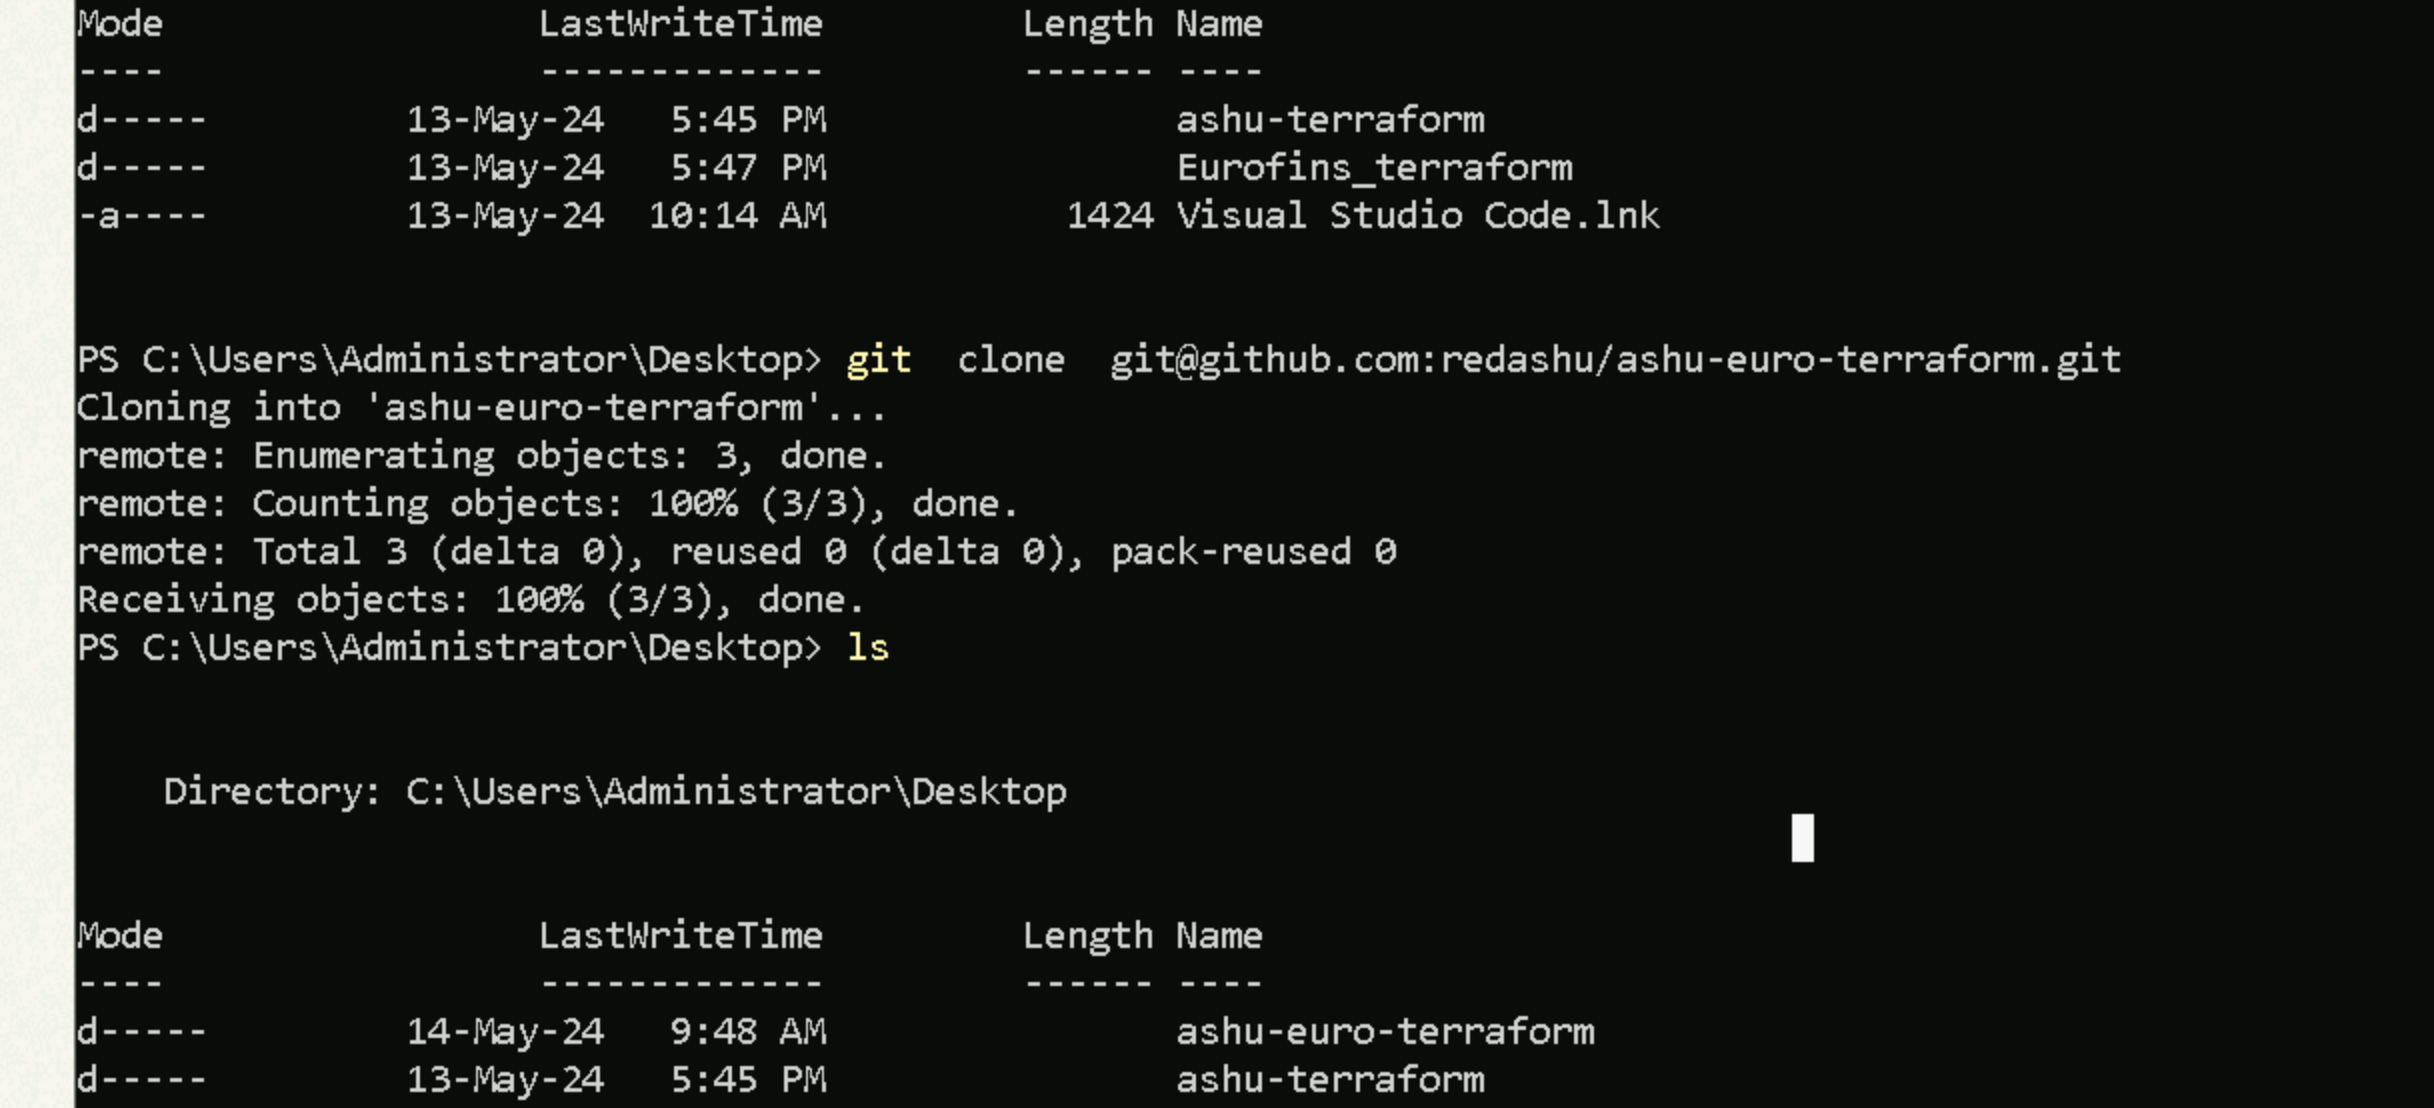 Mode                 LastWriteTime         Length Name
----                 -------------         ------ ----
d-----         13-May-24   5:45 PM                ashu-terraform
d-----         13-May-24   5:47 PM                Eurofins_terraform
-a----         13-May-24  10:14 AM           1424 Visual Studio Code.lnk
PS C:\Users\Administrator\Desktop> git  clone  git@github.com:redashu/ashu-euro-terraform.git
Cloning into 'ashu-euro-terraform'...
remote: Enumerating objects: 3, done.
remote: Counting objects: 100% (3/3), done.
remote: Total 3 (delta 0), reused 0 (delta 0), pack-reused 0
Receiving objects: 100% (3/3), done.
PS C:\Users\Administrator\Desktop> ls
    Directory: C:\Users\Administrator\Desktop
Mode                 LastWriteTime         Length Name
----                 -------------         ------ ----
d-----         14-May-24   9:48 AM                ashu-euro-terraform
d-----         13-May-24   5:45 PM                ashu-terraform